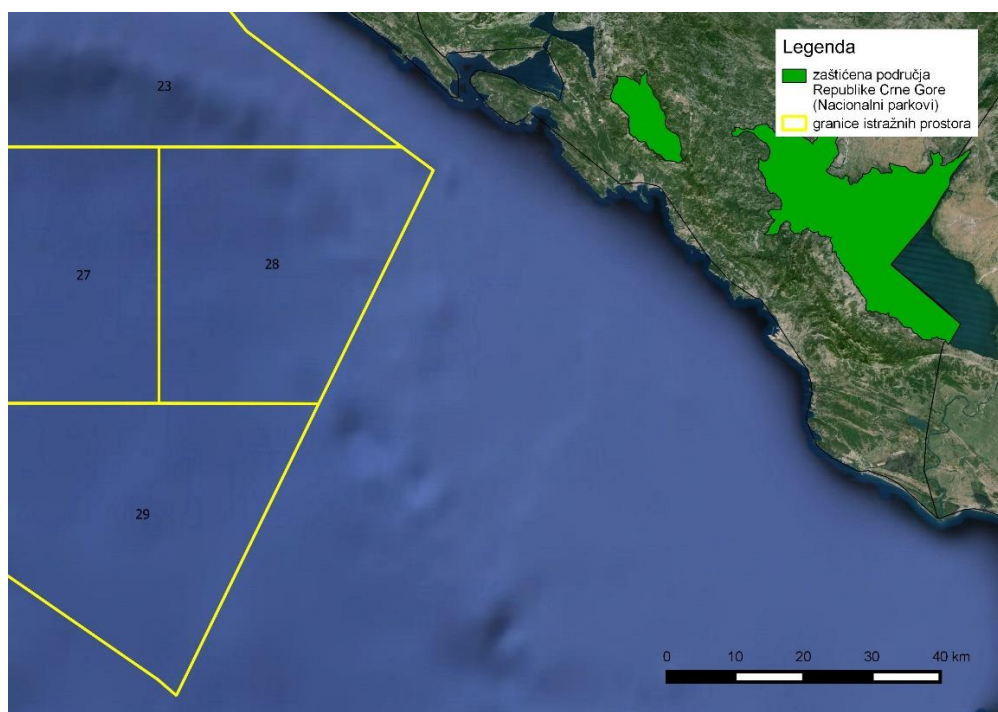 Legenda
zaštićena područja
Republike Crne Gore
(Nacionalni parkovi)
granice istražnih prostora
23
27
28
29
0 10 20 30 40 km